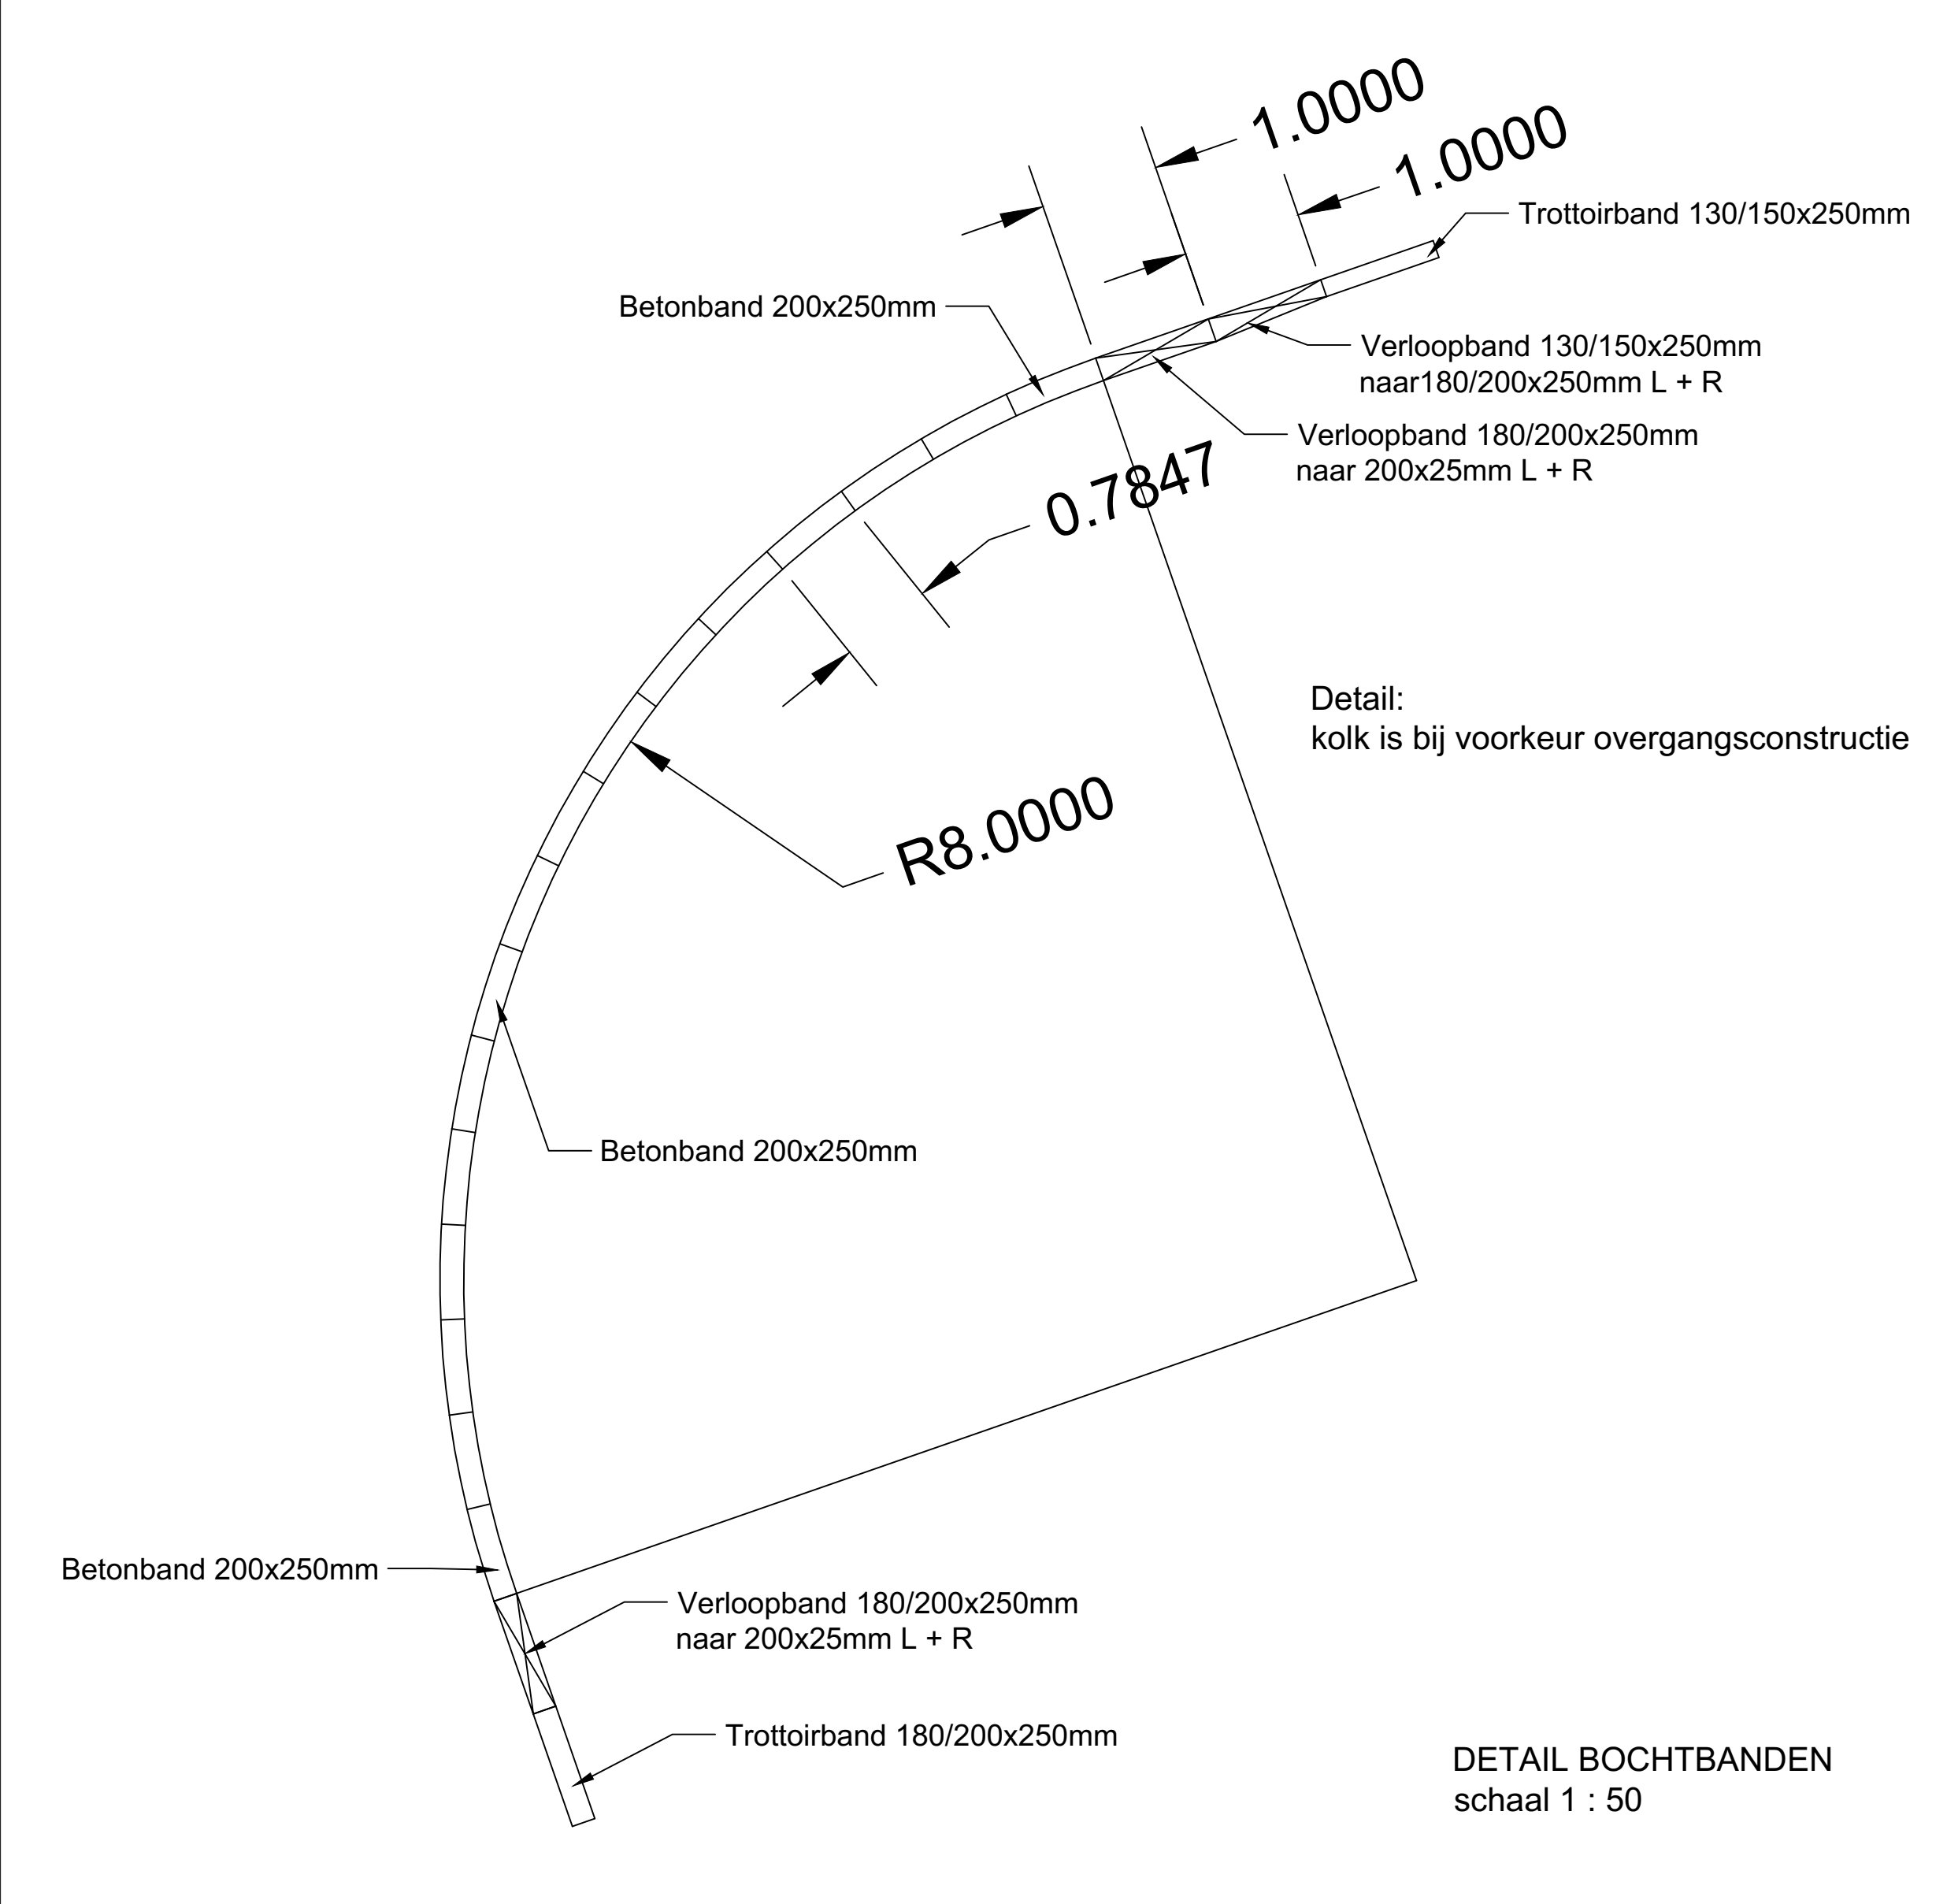 1.0000
1.0000
Trottoirband 130/150x250mm
Betonband 200x250mm
Verloopband 130/150x250mm
naar180/200x250mm L + R
Verloopband 180/200x250mm
naar 200x25mm L + R
0.7847
Detail:
kolk is bij voorkeur overgangsconstructie
R8.0000
Betonband 200x250mm
Betonband 200x250mm
Verloopband 180/200x250mm
naar 200x25mm L + R
Trottoirband 180/200x250mm
DETAIL BOCHTBANDEN
schaal 1 : 50